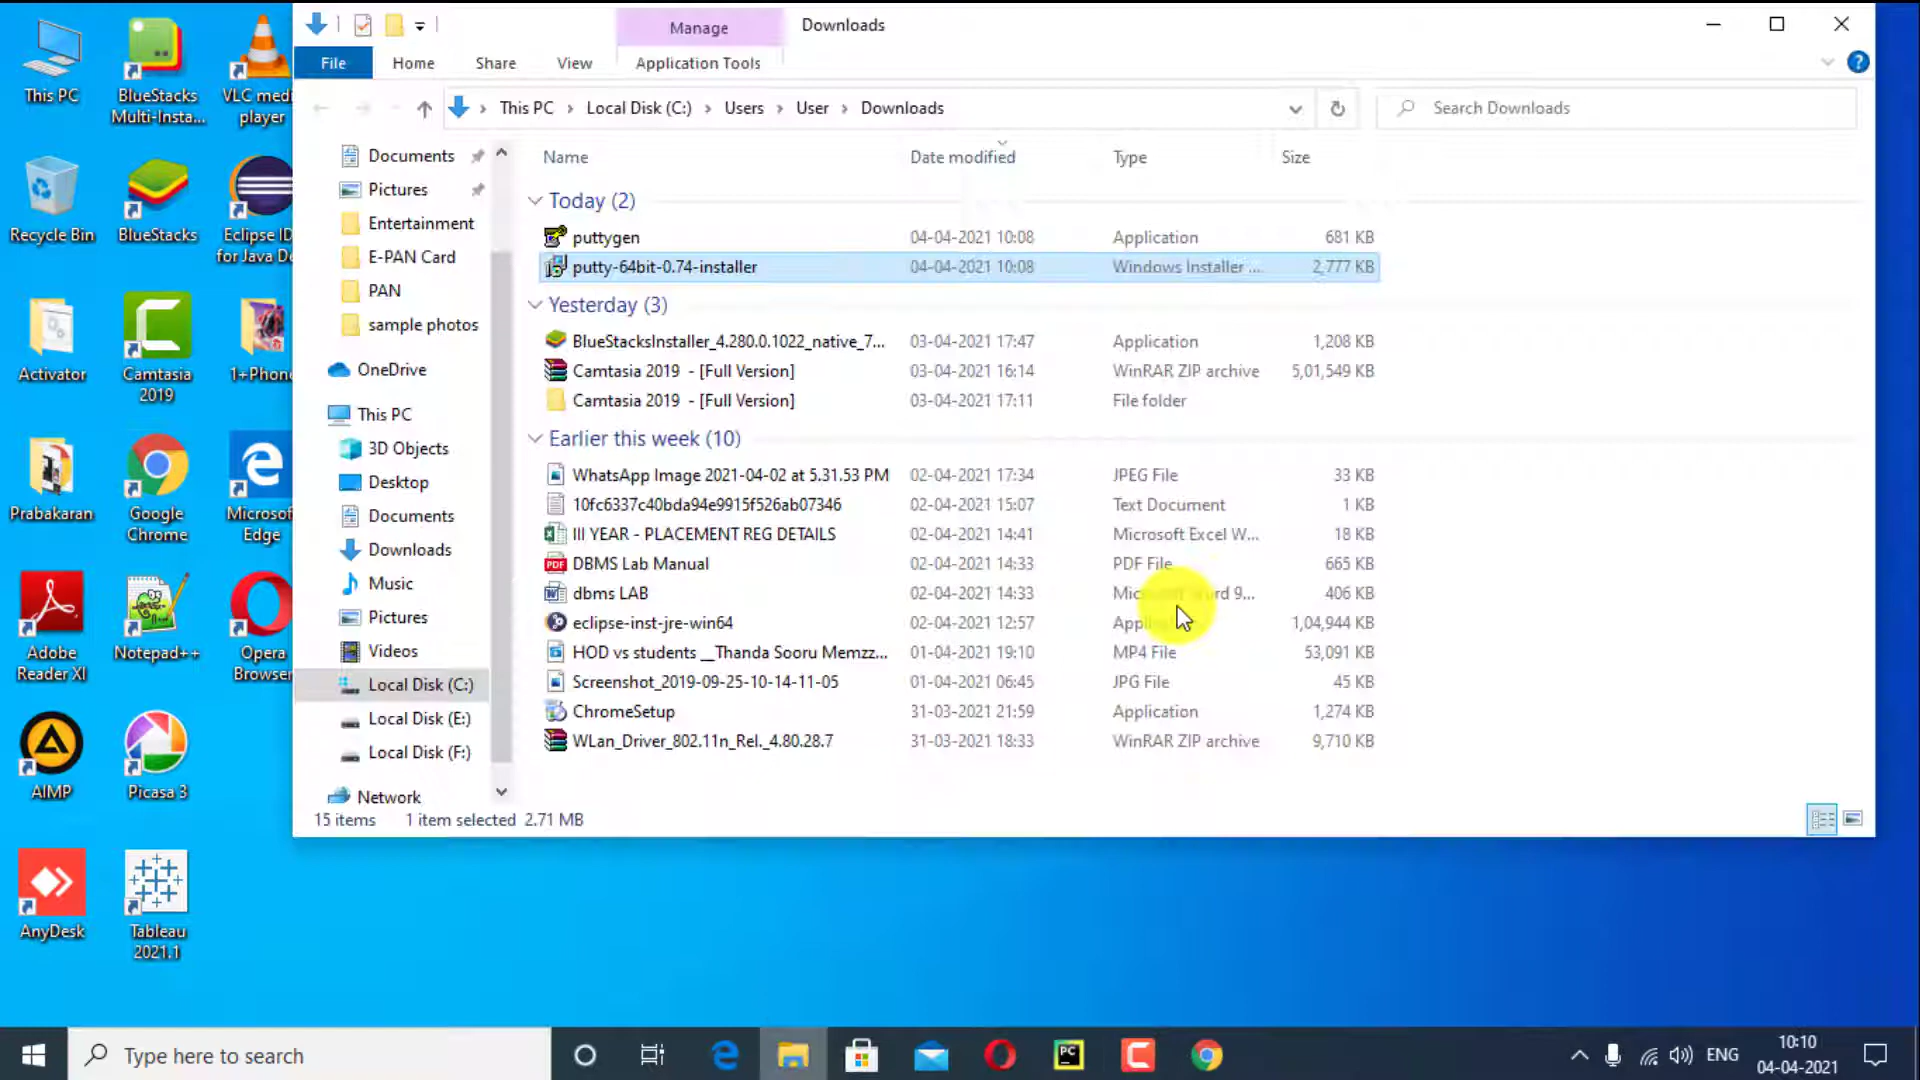 Manage
Downloads
File
Home
Share
View
Application Tools
This PC
Local Disk (C:)
Users
User
Downloads
Search Downloads
Name
Date modified
Type
Size
Today (2)
puttygen 04-04-2021 10:08 Application 681 KB
putty-64bit-0.74-installer 04-04-2021 10:08 Windows Installer ... 2,777 KB
Yesterday (3)
BlueStacksInstaller_4.280.0.1022_native_7... 03-04-2021 17:47 Application 1,208 KB
Camtasia 2019 - [Full Version] 03-04-2021 16:14 WinRAR ZIP archive 5,01,549 KB
Camtasia 2019 - [Full Version] 03-04-2021 17:11 File folder
Earlier this week (10)
WhatsApp Image 2021-04-02 at 5.31.53 PM 02-04-2021 17:34 JPEG File 33 KB
10fc6337c40bda94e9915f526ab07346 02-04-2021 15:07 Text Document 1 KB
III YEAR - PLACEMENT REG DETAILS 02-04-2021 14:41 Microsoft Excel W... 18 KB
DBMS Lab Manual 02-04-2021 14:33 PDF File 665 KB
dbms LAB 02-04-2021 14:33 9... 406 KB
eclipse-inst-jre-win64 02-04-2021 12:57 1,04,944 KB
HOD vs students __Thanda Sooru Memzz... 01-04-2021 19:10 MP4 File 53,091 KB
Screenshot_2019-09-25-10-14-11-05 01-04-2021 06:45 JPG File 45 KB
ChromeSetup 31-03-2021 21:59 Application 1,274 KB
WLan_Driver_802.11n_Rel._4.80.28.7 31-03-2021 18:33 WinRAR ZIP archive 9,710 KB
Documents
Pictures
Entertainment
E-PAN Card
PAN
sample photos
OneDrive
This PC
3D Objects
Desktop
Documents
Downloads
Music
Pictures
Videos
Local Disk (C:)
Local Disk (E:)
Local Disk (F:)
Network
15 items 1 item selected 2.71 MB
This PC
BlueStacks
Multi-Insta...
VLC medi
player
Recycle Bin
BlueStacks
Eclipse ID
for Java De
Activator
Camtasia
2019
1+Phon
Prabakaran
Google
Chrome
Microsof
Edge
Adobe
Reader XI
Notepad++
Opera
Browser
AIMP
Picasa 3
AnyDesk
Tableau
2021.1
Type here to search
PC
ENG
10:10
04-04-2021